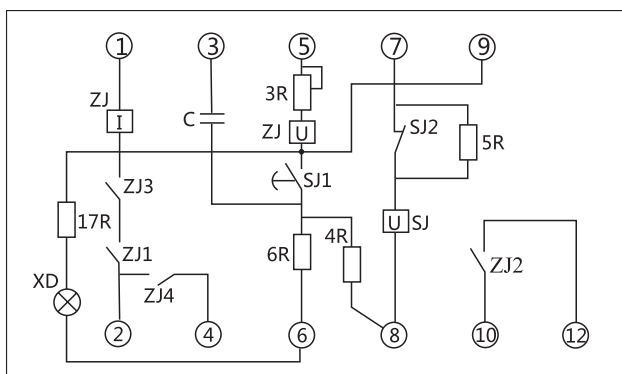 ① ③ ⑤ ⑦ ⑨
3R
ZJ I
C
ZJ U
SJ2 5R
ZJ3 SJ1
17R
U SJ
ZJ1 6R 4R
ZJ2
XD
ZJ4
② ④ ⑥ ⑧ ⑩ ⑫